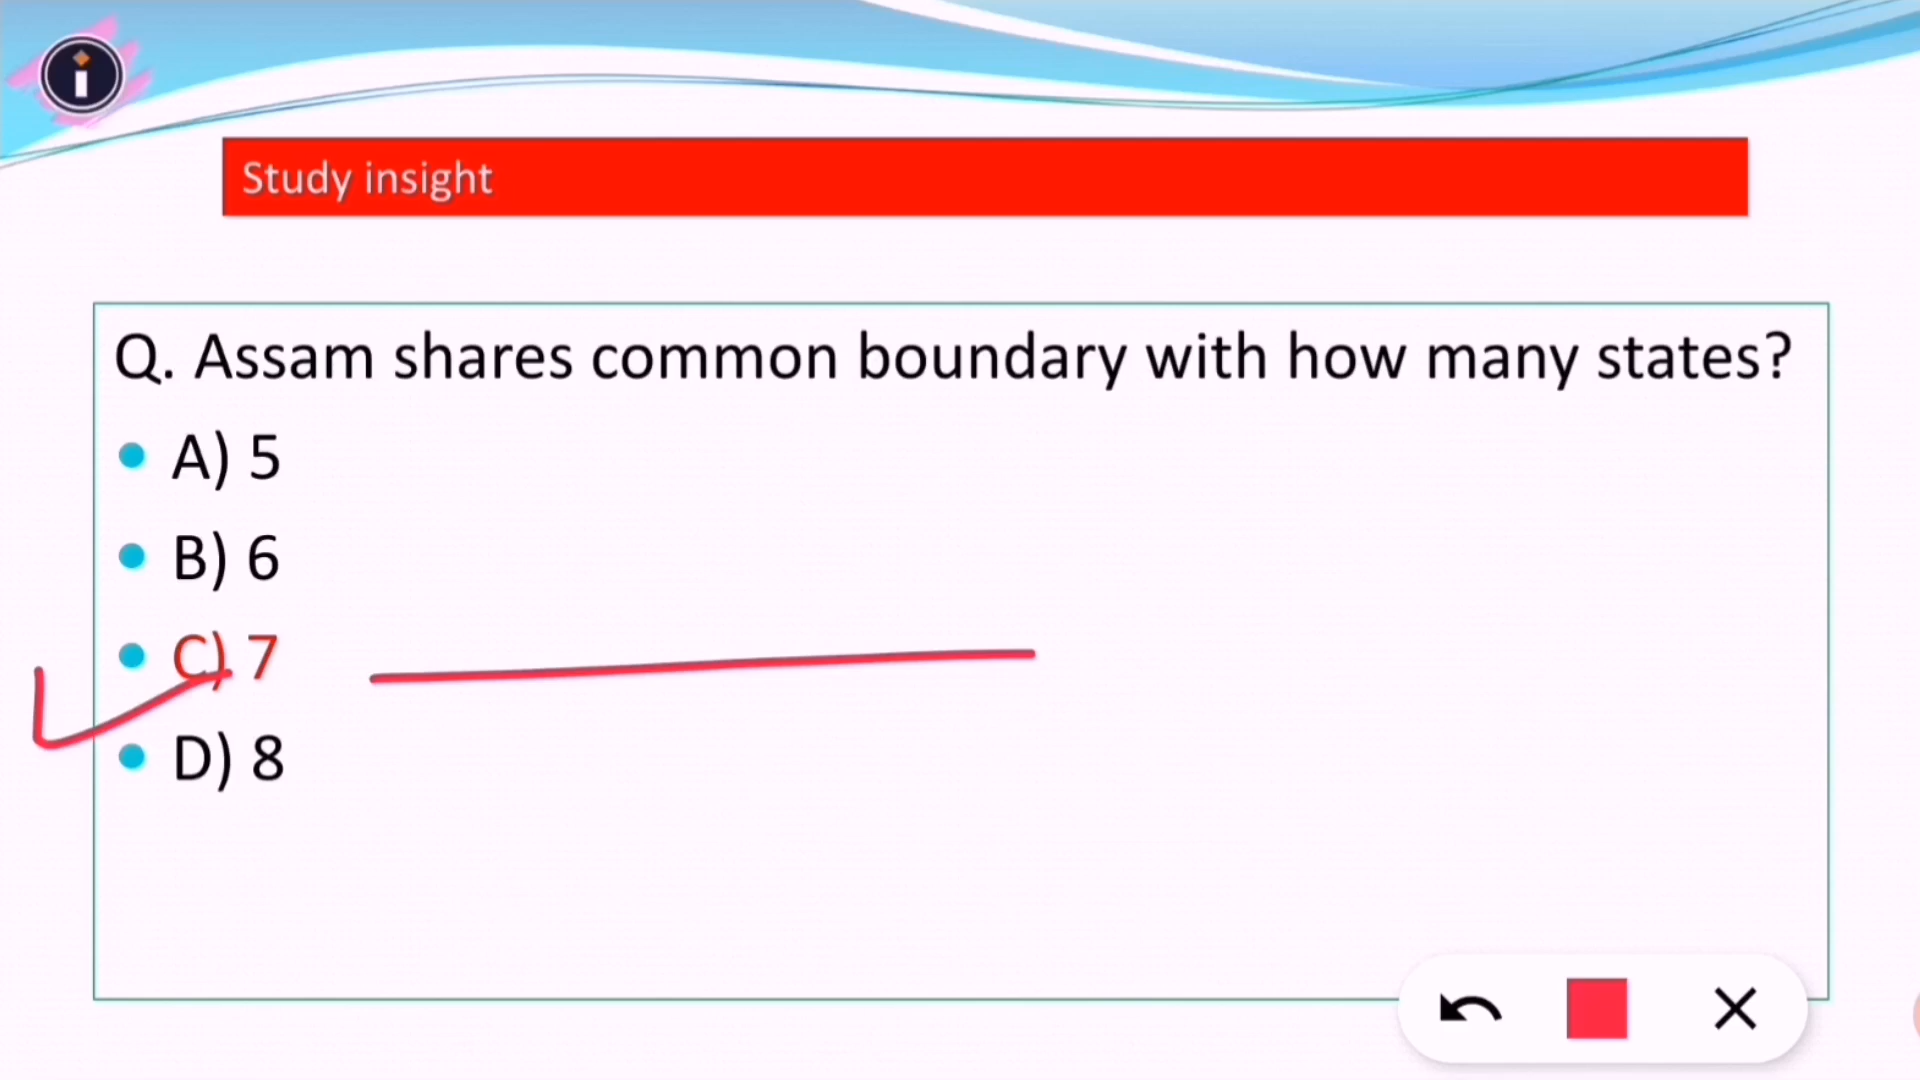 Study insight
Q. Assam shares common boundary with how many states?
A) 5
B) 6
C) 7
D) 8